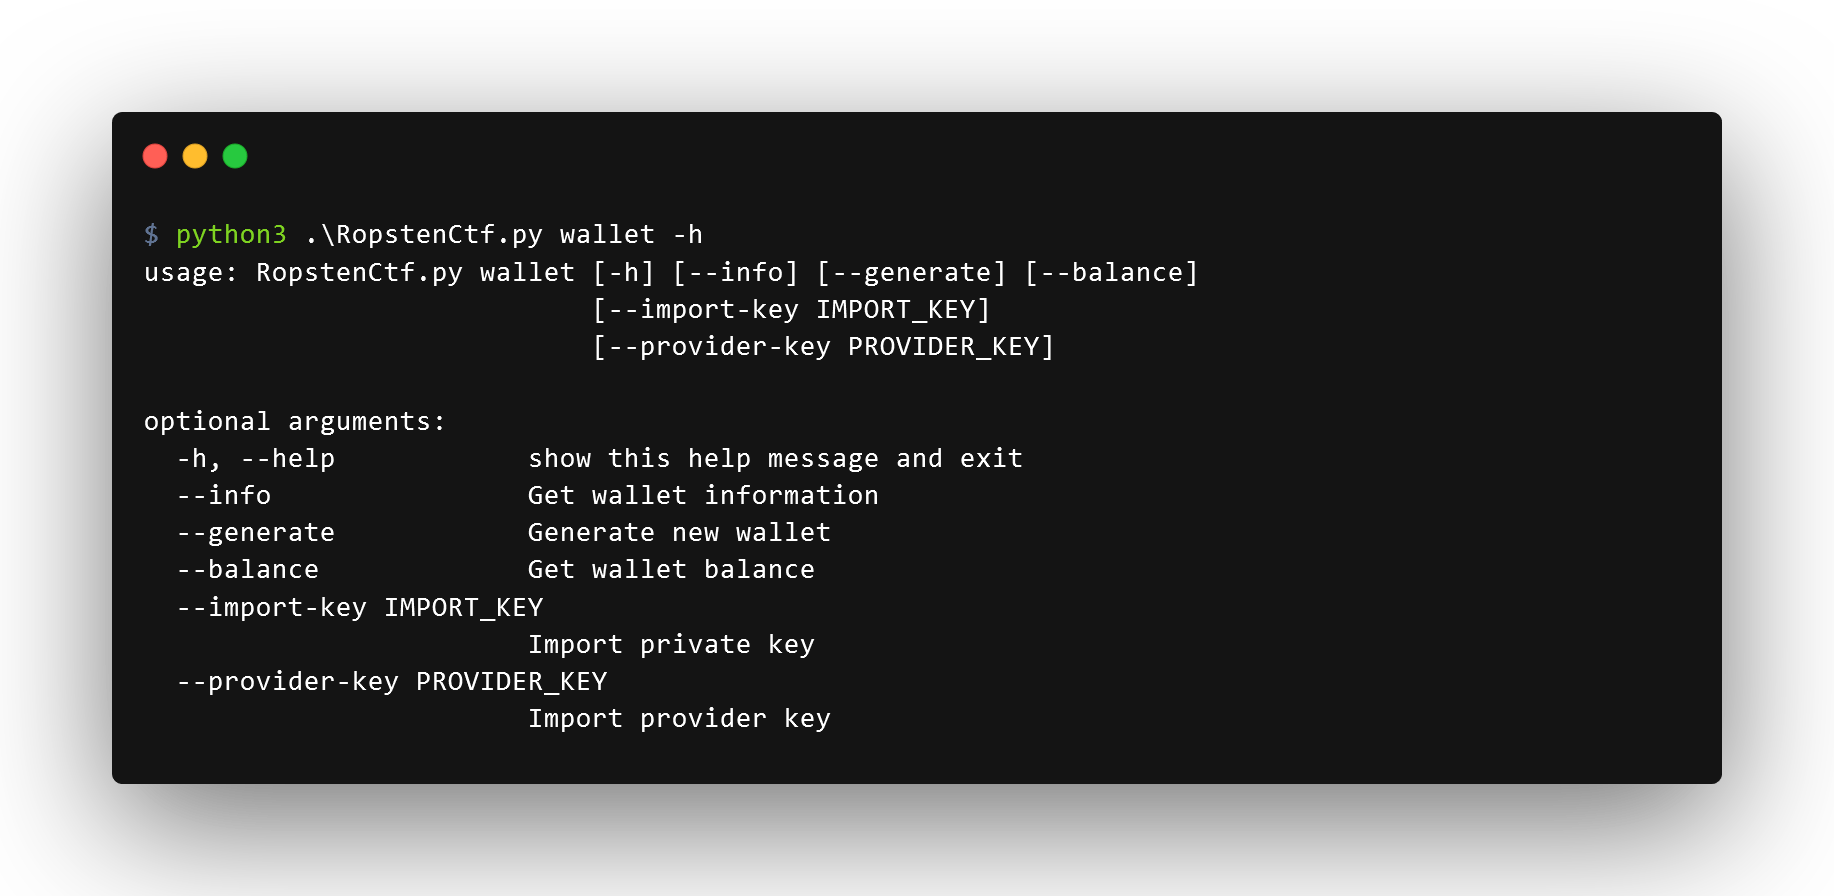 $ python3 .\RopstenCtf.py wallet -h
usage: RopstenCtf.py wallet [-h] [--info] [--generate] [--balance]
                            [--import-key IMPORT_KEY]
                            [--provider-key PROVIDER_KEY]

optional arguments:
  -h, --help            show this help message and exit
  --info                Get wallet information
  --generate            Generate new wallet
  --balance             Get wallet balance
  --import-key IMPORT_KEY
                        Import private key
  --provider-key PROVIDER_KEY
                        Import provider key